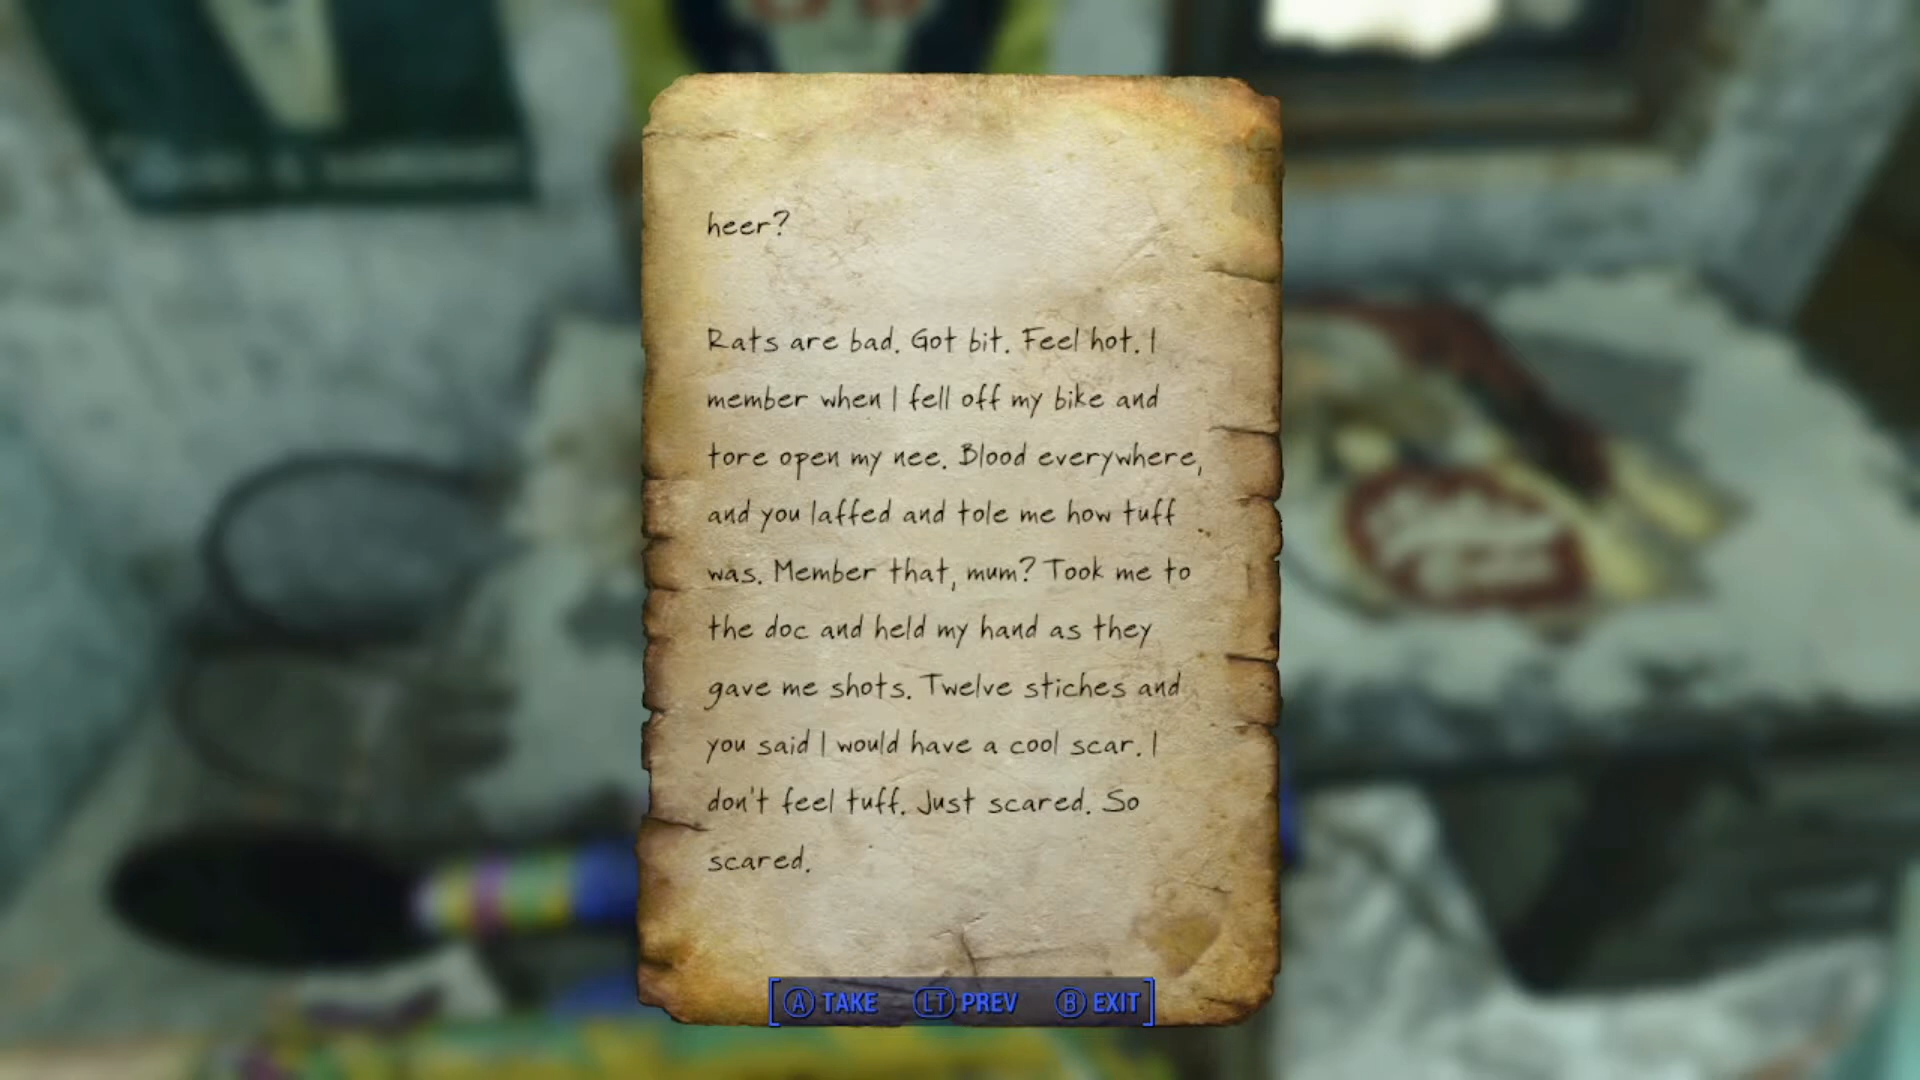 heer?
Rats are bad. Got bit. Feel hot. I
member when I fell off my bike and
tore open my nee. Blood everywhere,
and you laffed and tole me how tuff
was. Member that, mum? Took me to
the doc and held my hand as they
gave me shots. Twelve stiches and
you said I would have a cool scar. I
don't feel tuff. Just scared. So
scared.
A TAKE LT PREV B EXIT